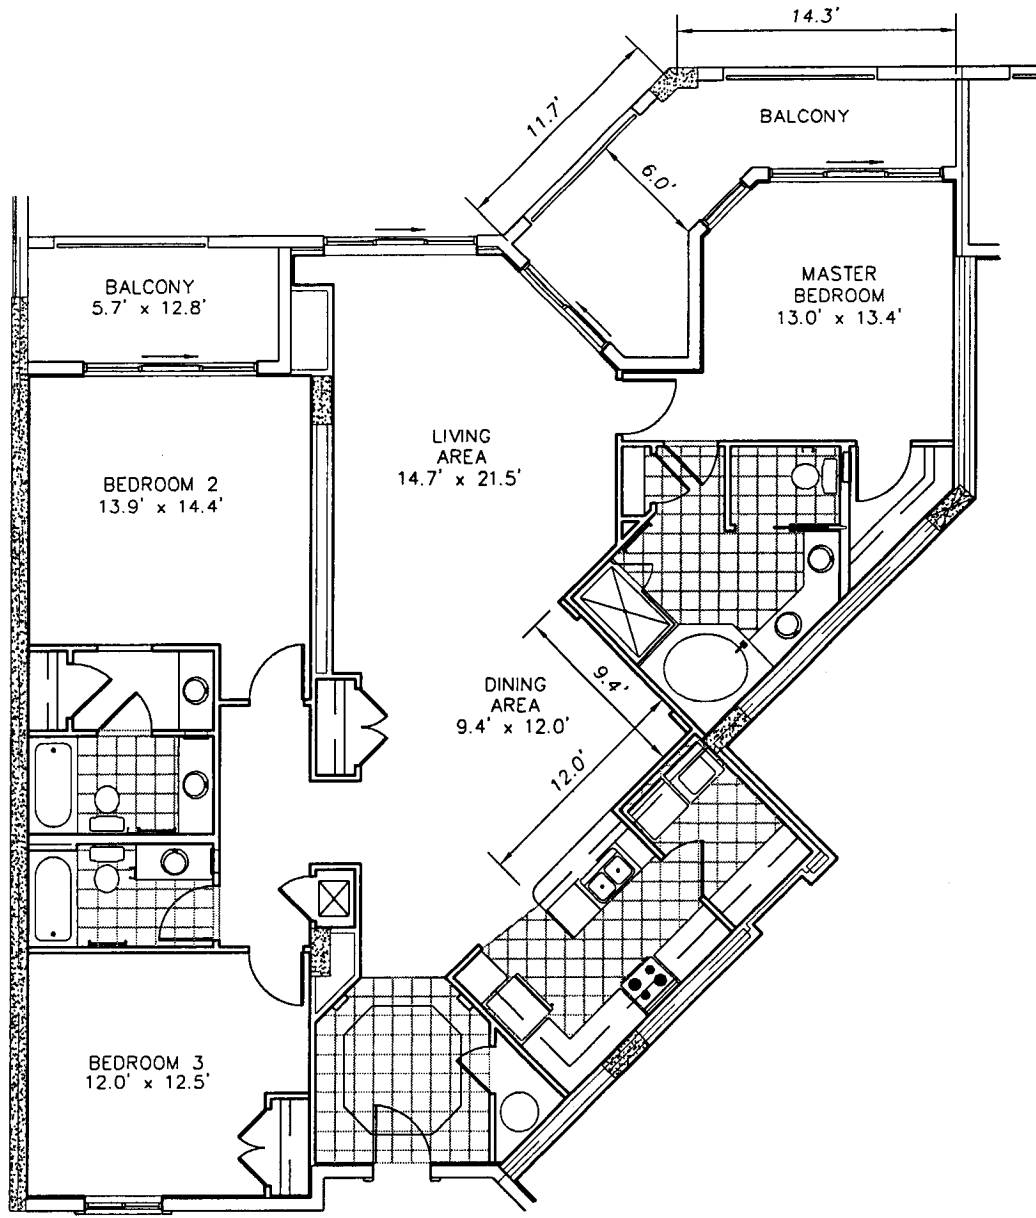 14.3'
11.7'
BALCONY
6.0'
BALCONY
5.7' x 12.8'
MASTER
BEDROOM
13.0' x 13.4'
LIVING
AREA
14.7' x 21.5'
BEDROOM 2
13.9' x 14.4'
DINING
AREA
9.4' x 12.0'
9.4'
12.0'
BEDROOM 3
12.0' x 12.5'